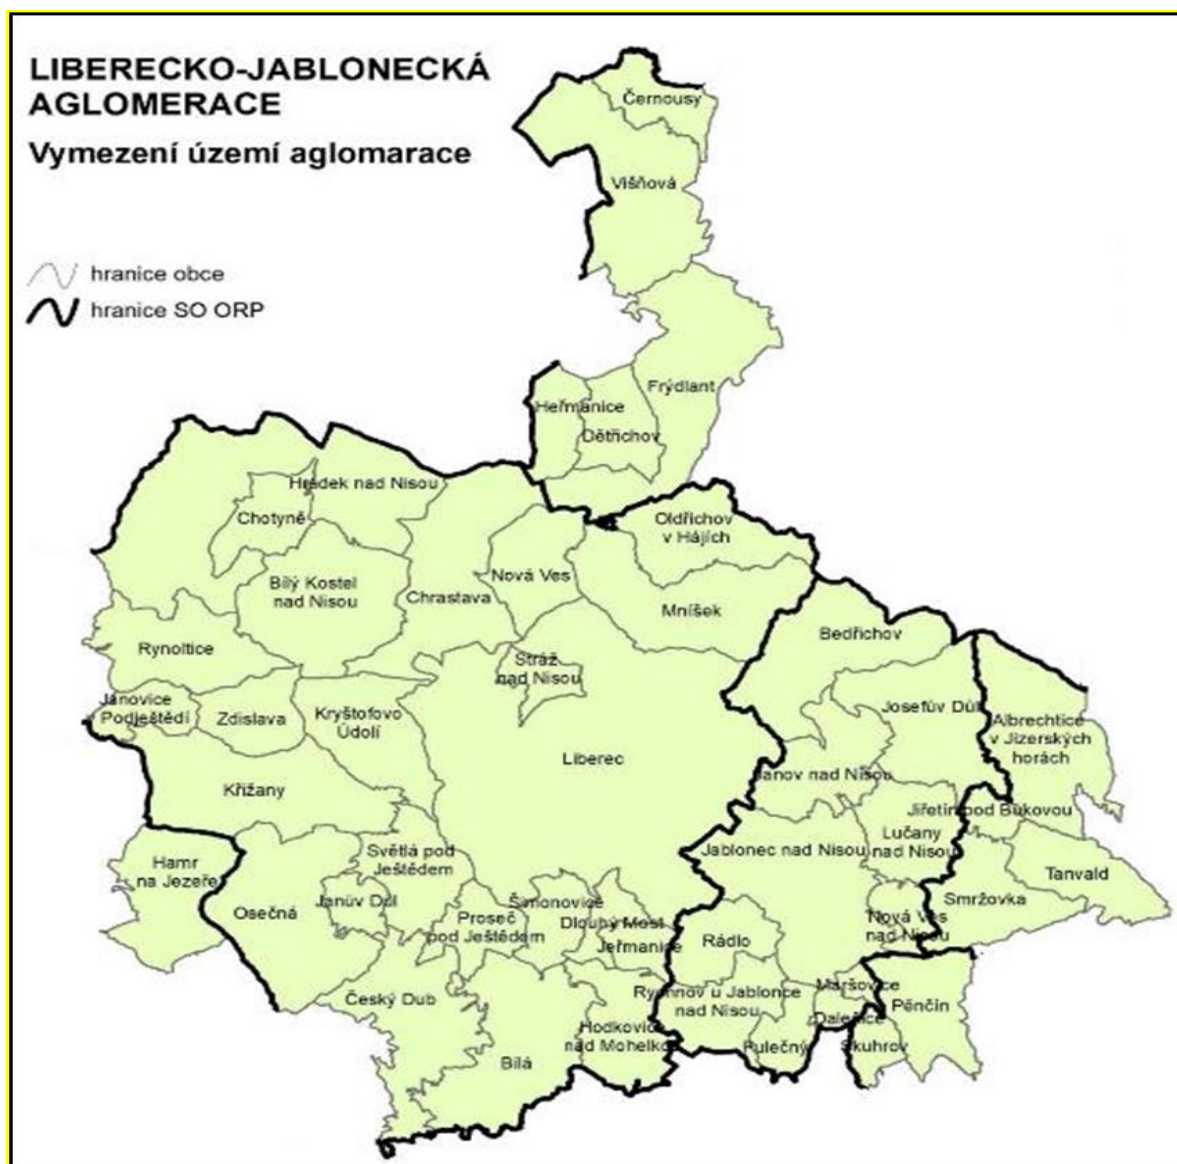 LIBERECKO-JABLONECKÁ
AGLOMERACE
Vymezení území aglomarace
hranice obce
hranice SO ORP
Černousy
Višňová
Frýdlant
Heřmanice
Dětřichov
Hrádek nad Nisou
Chotyně
Oldřichov
v Hájích
Nová Ves
Bílý Kostel
nad Nisou
Chrastava
Mníšek
Bedřichov
Rynoltice
Stráž
nad Nisou
Janovice
v Podještědí
Zdislava
Kryštofovo
Údolí
Josefův Důl
Albrechtice
v Jizerských
horách
Liberec
Janov nad Nisou
Křižany
Jiřetín pod Bukovou
Lučany
nad Nisou
Jablonec nad Nisou
Světlá pod
Ještědem
Hamr
na Jezeře
Tanvald
Smržovka
Osečná
Janův Důl
Šimonovice
Proseč
pod Ještědem
Dlouhý Most
Nová Ves
nad Nisou
Jeřmanice
Rádlo
Maršovice
Rychnov u Jablonce
nad Nisou
Český Dub
Pěnčín
Dalešice
Hodkovice
nad Mohelkou
Pulečný
Skuhrov
Bílá